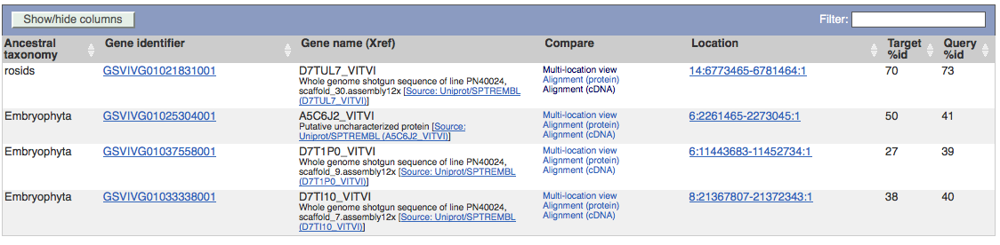 Show/hide columns Filter:
Ancestral taxonomy Gene identifier Gene name (Xref) Compare Location Target %id Query %id
rosids GSVIVG01021831001 D7TUL7_VITVI Multi-location view 14:6773465-6781464:1 70 73
Whole genome shotgun sequence of line PN40024, Alignment (protein)
scaffold_30.assembly12x [Source: Uniprot/SPTREMBL Alignment (cDNA)
(D7TUL7_VITVI)]
Embryophyta GSVIVG01025304001 A5C6J2_VITVI Multi-location view 6:2261465-2273045:1 50 41
Putative uncharacterized protein [Source: Alignment (protein)
Uniprot/SPTREMBL (A5C6J2_VITVI)] Alignment (cDNA)
Embryophyta GSVIVG01037558001 D7T1P0_VITVI Multi-location view 6:11443683-11452734:1 27 39
Whole genome shotgun sequence of line PN40024, Alignment (protein)
scaffold_9.assembly12x [Source: Uniprot/SPTREMBL Alignment (cDNA)
(D7T1P0_VITVI)]
Embryophyta GSVIVG01033338001 D7TI10_VITVI Multi-location view 8:21367807-21372343:1 38 40
Whole genome shotgun sequence of line PN40024, Alignment (protein)
scaffold_7.assembly12x [Source: Uniprot/SPTREMBL Alignment (cDNA)
(D7TI10_VITVI)]